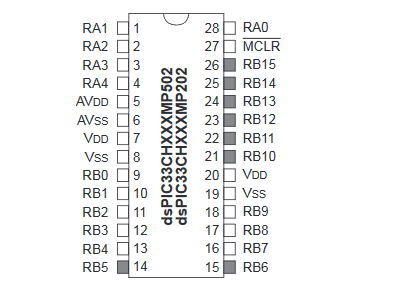 RA1 1 28 RA0
RA2 2 27 MCLR
RA3 3 26 RB15
RA4 4 25 RB14
AVDD 5 24 RB13
AVSS 6 23 RB12
VDD 7 22 RB11
VSS 8 21 RB10
RB0 9 20 VDD
RB1 10 19 VSS
RB2 11 18 RB9
RB3 12 17 RB8
RB4 13 16 RB7
RB5 14 15 RB6
dsPIC33CHXXXMP502
dsPIC33CHXXXMP202